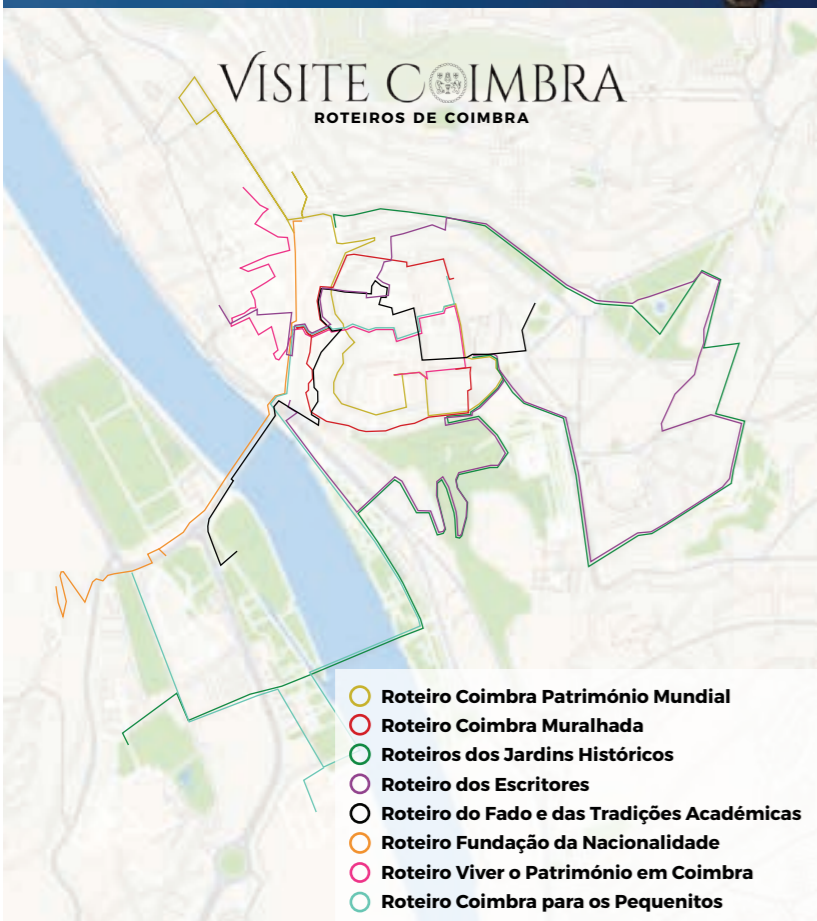 VISITE COIMBRA
ROTEIROS DE COIMBRA
Roteiro Coimbra Património Mundial
Roteiro Coimbra Muralhada
Roteiros dos Jardins Históricos
Roteiro dos Escritores
Roteiro do Fado e das Tradições Académicas
Roteiro Fundação da Nacionalidade
Roteiro Viver o Património em Coimbra
Roteiro Coimbra para os Pequenitos